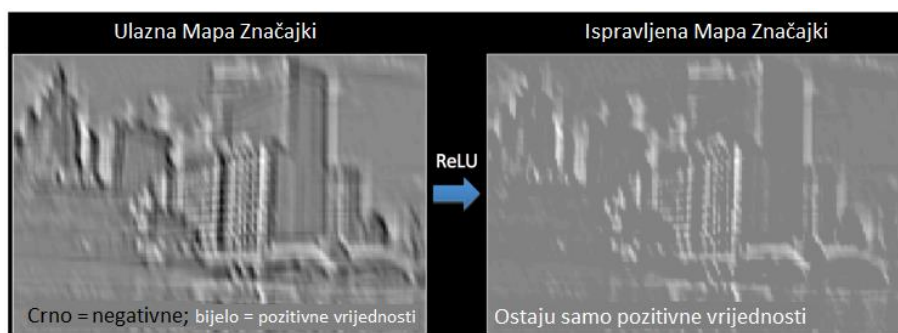 Ulazna Mapa Značajki
Ispravljena Mapa Značajki
ReLU
Crno = negativne; bijelo = pozitivne vrijednosti
Ostaju samo pozitivne vrijednosti